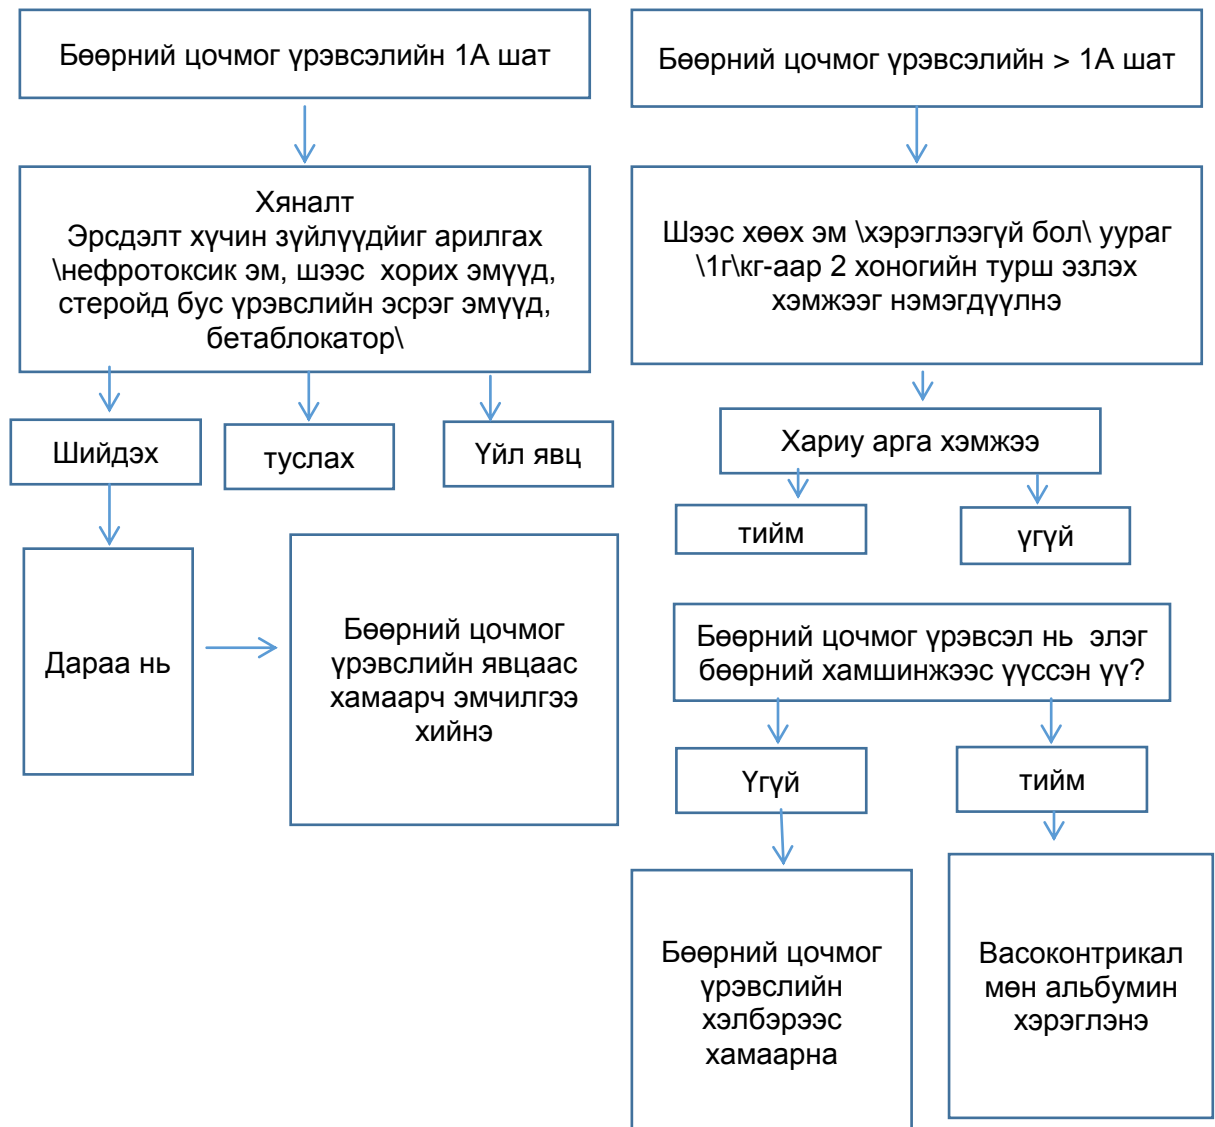 Бөөрний цочмог үрэвсэлийн 1А шат
Хяналт
Эрсдэлт хүчин зүйлүүдйиг арилгах
\нефротоксик эм, шээс хорих эмүүд,
стеройд бус үрэвслийн эсрэг эмүүд,
бетаблокатор\
Шийдэх
туслах
Үйл явц
Дараа нь
Бөөрний цочмог
үрэвслийн явцаас
хамаарч эмчилгээ
хийнэ
Бөөрний цочмог үрэвсэлийн > 1А шат
Шээс хөөх эм \хэрэглээгүй бол\ уураг
\1г\кг-аар 2 хоногийн турш эзлэх
хэмжээг нэмэгдүүлнэ
Хариу арга хэмжээ
тийм
үгүй
Бөөрний цочмог үрэвсэл нь элэг
бөөрний хамшинжээс үүссэн үү?
Үгүй
тийм
Бөөрний цочмог
үрэвслийн
хэлбэрээс
хамаарна
Васоконтрикал
мөн альбумин
хэрэглэнэ